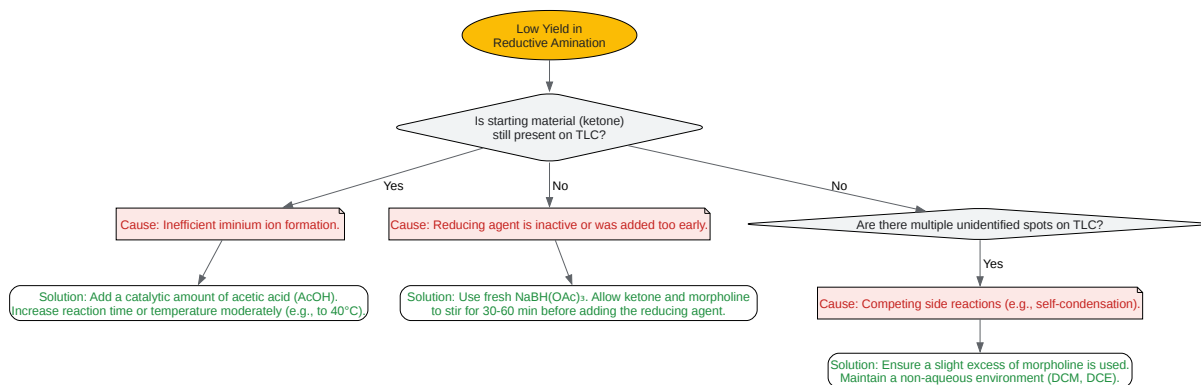 Low Yield in
Reductive Amination
Is starting material (ketone)
still present on TLC?
Yes
No
No
Cause: Inefficient iminium ion formation.
Cause: Reducing agent is inactive or was added too early.
Are there multiple unidentified spots on TLC?
Yes
Solution: Add a catalytic amount of acetic acid (AcOH).
Increase reaction time or temperature moderately (e.g., to 40°C).
Solution: Use fresh NaBH(OAc)₃. Allow ketone and morpholine
to stir for 30-60 min before adding the reducing agent.
Cause: Competing side reactions (e.g., self-condensation).
Solution: Ensure a slight excess of morpholine is used.
Maintain a non-aqueous environment (DCM, DCE).